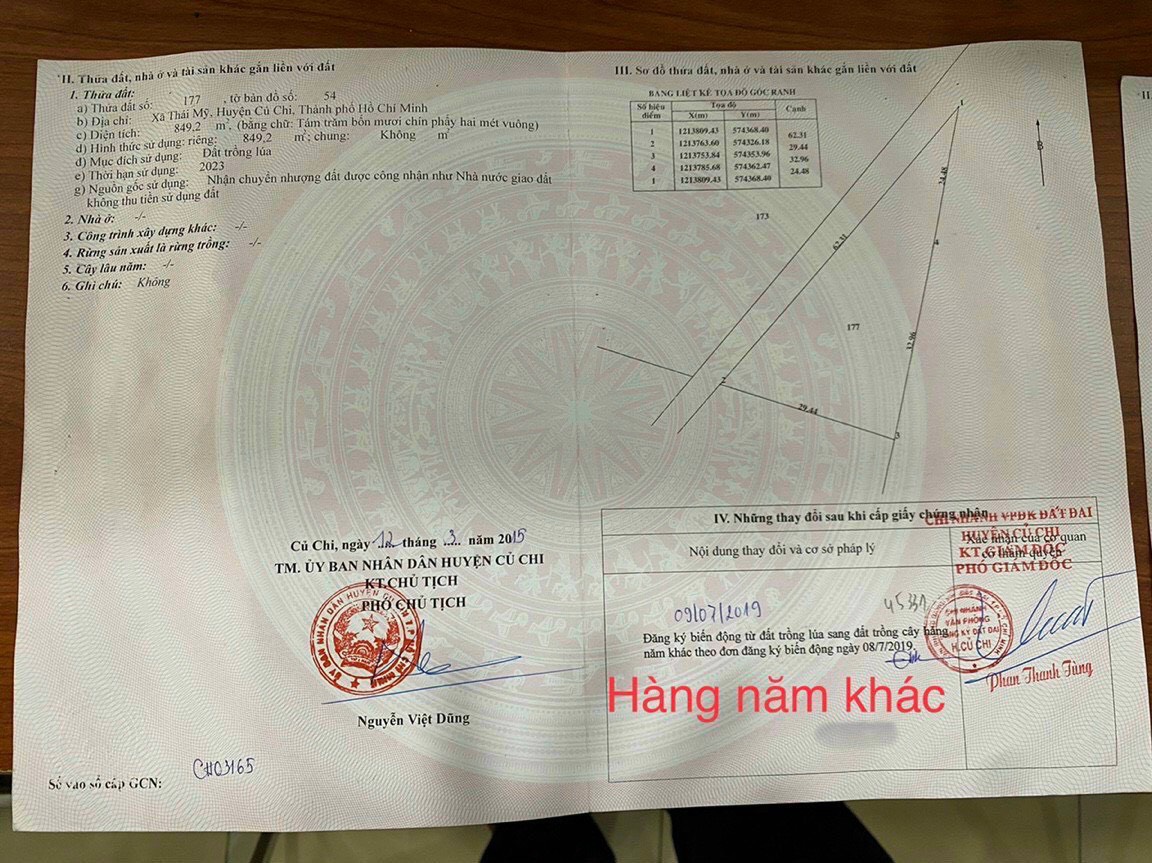 II. Thửa đất, nhà ở và tài sản khác gắn liền với đất
1. Thửa đất:
a) Thửa đất số: 177 , tờ bản đồ số: 54
b) Địa chỉ: Xã Thái Mỹ, Huyện Củ Chi, Thành phố Hồ Chí Minh
c) Diện tích: 849,2 m², (bằng chữ: Tám trăm bốn mươi chín phẩy hai mét vuông)
d) Hình thức sử dụng: riêng: 849,2 m²; chung: Không m²
đ) Mục đích sử dụng: Đất trồng lúa
e) Thời hạn sử dụng: 2023
g) Nguồn gốc sử dụng: Nhận chuyển nhượng đất được công nhận như Nhà nước giao đất
không thu tiền sử dụng đất
2. Nhà ở: -/-
3. Công trình xây dựng khác: -/-
4. Rừng sản xuất là rừng trồng: -/-
5. Cây lâu năm: -/-
6. Ghi chú: Không
Củ Chi, ngày 12 tháng 3 năm 2015
TM. ỦY BAN NHÂN DÂN HUYỆN CỦ CHI
KT.CHỦ TỊCH
PHÓ CHỦ TỊCH
Nguyễn Việt Dũng
Số vào sổ cấp GCN: CH03165
III. Sơ đồ thửa đất, nhà ở và tài sản khác gắn liền với đất
BẢNG LIỆT KÊ TỌA ĐỘ GÓC RANH
Số hiệu điểm Tọa độ Cạnh
X(m) Y(m)
1 1213809.43 574368.40
62.31
2 1213763.60 574326.18
29.44
3 1213753.84 574353.96
32.96
4 1213785.68 574362.47
24.48
1 1213809.43 574368.40
1
B
24.48
173
62.31
4
177
32.96
2
29.44
3
IV. Những thay đổi sau khi cấp giấy chứng nhận
CHI NHÁNH VPĐK ĐẤT ĐAI
HUYỆN CỦ CHI
KT.GIÁM ĐỐC
PHÓ GIÁM ĐỐC
Nội dung thay đổi và cơ sở pháp lý
Xác nhận của cơ quan
có thẩm quyền
09/07/2019
Đăng ký biến động từ đất trồng lúa sang đất trồng cây hằng
năm khác theo đơn đăng ký biến động ngày 08/7/2019.
CHI NHÁNH
VĂN PHÒNG
ĐĂNG KÝ ĐẤT ĐAI
H.CỦ CHI
Phan Thanh Tùng
Hàng năm khác